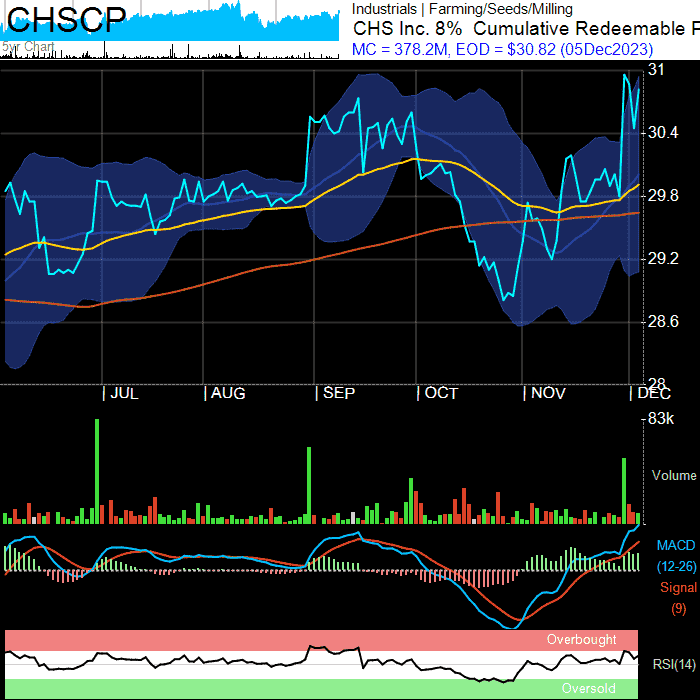 CHSCP
5yr Chart
Industrials | Farming/Seeds/Milling
CHS Inc. 8% Cumulative Redeemable
MC = 378.2M, EOD = $30.82 (05Dec2023)
31
30.4
29.8
29.2
28.6
28
JUL AUG SEP OCT NOV DEC
83k
Volume
MACD
(12-26)
Signal
(9)
Overbought
RSI(14)
Oversold